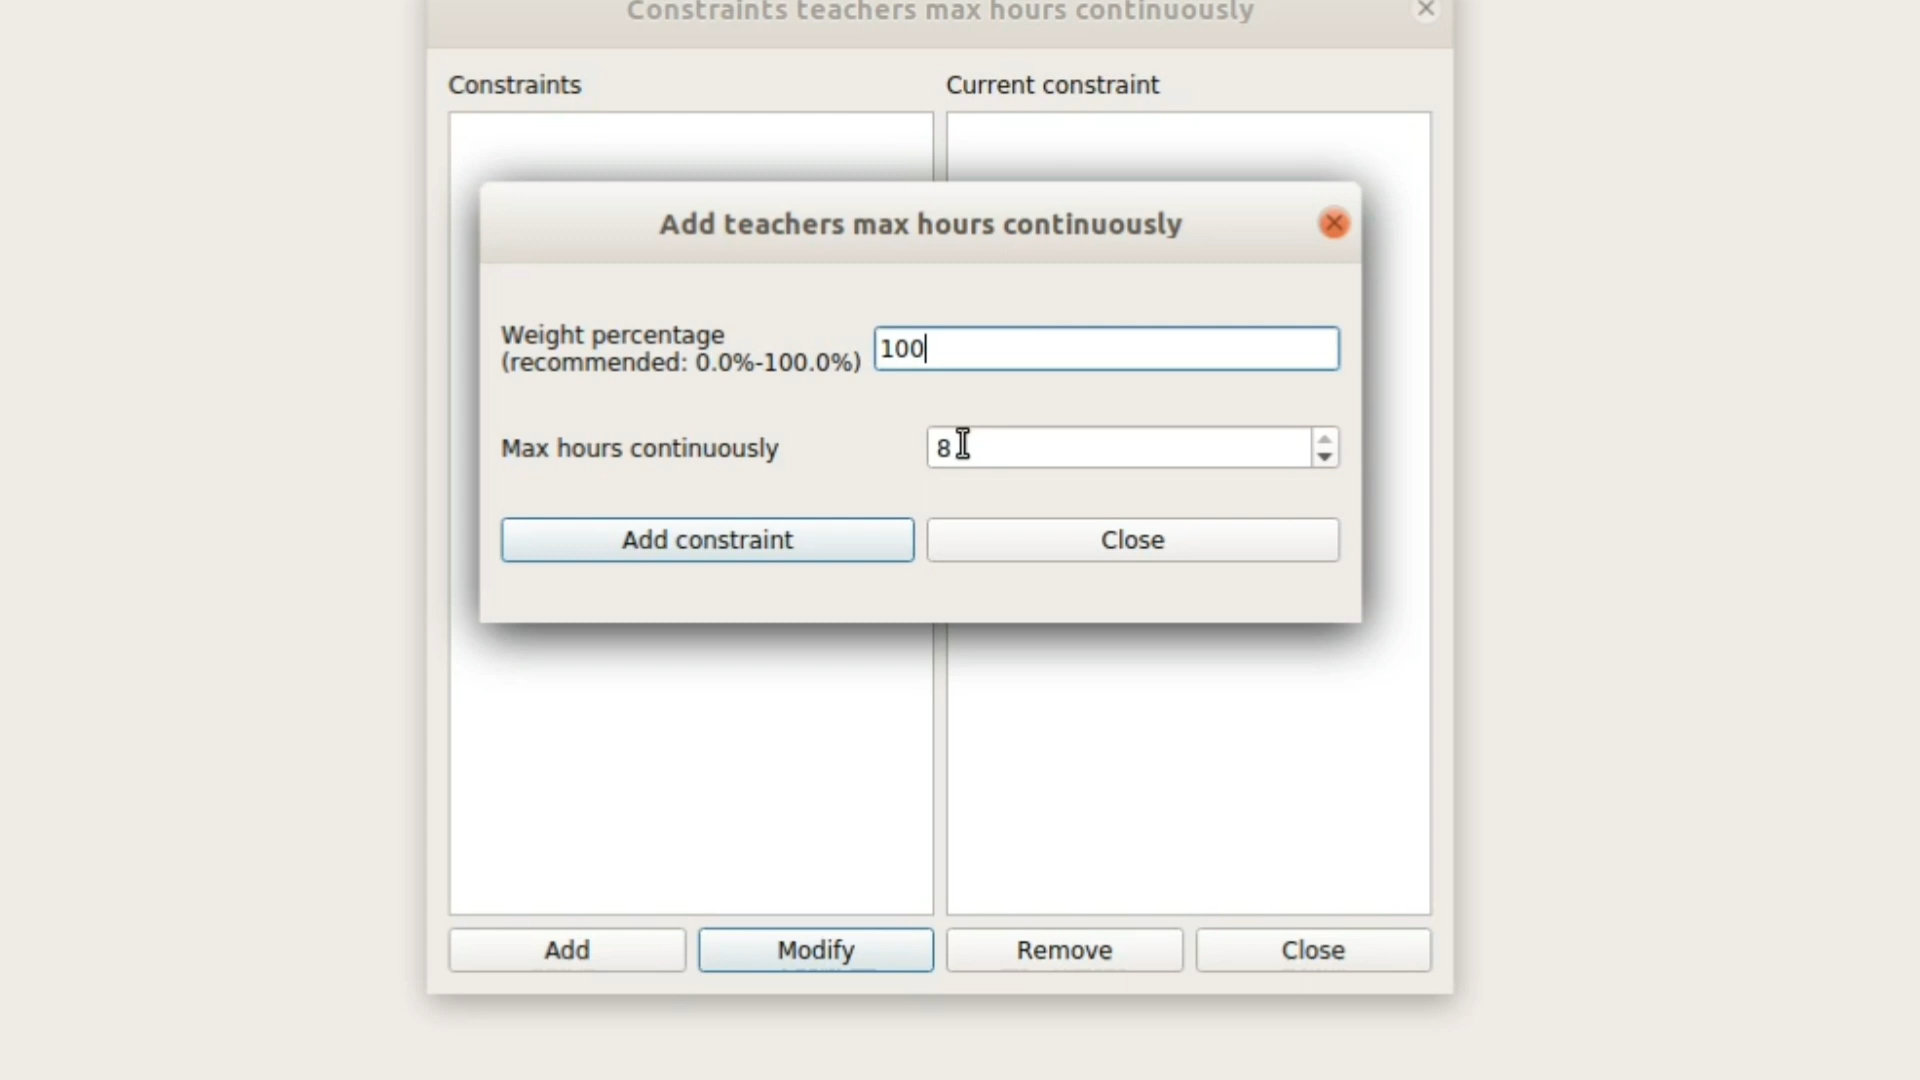 Constraints teachers max hours continuously
Constraints
Current constraint
Add teachers max hours continuously
Weight percentage
(recommended: 0.0%-100.0%)
100
Max hours continuously
8
Add constraint
Close
Add
Modify
Remove
Close